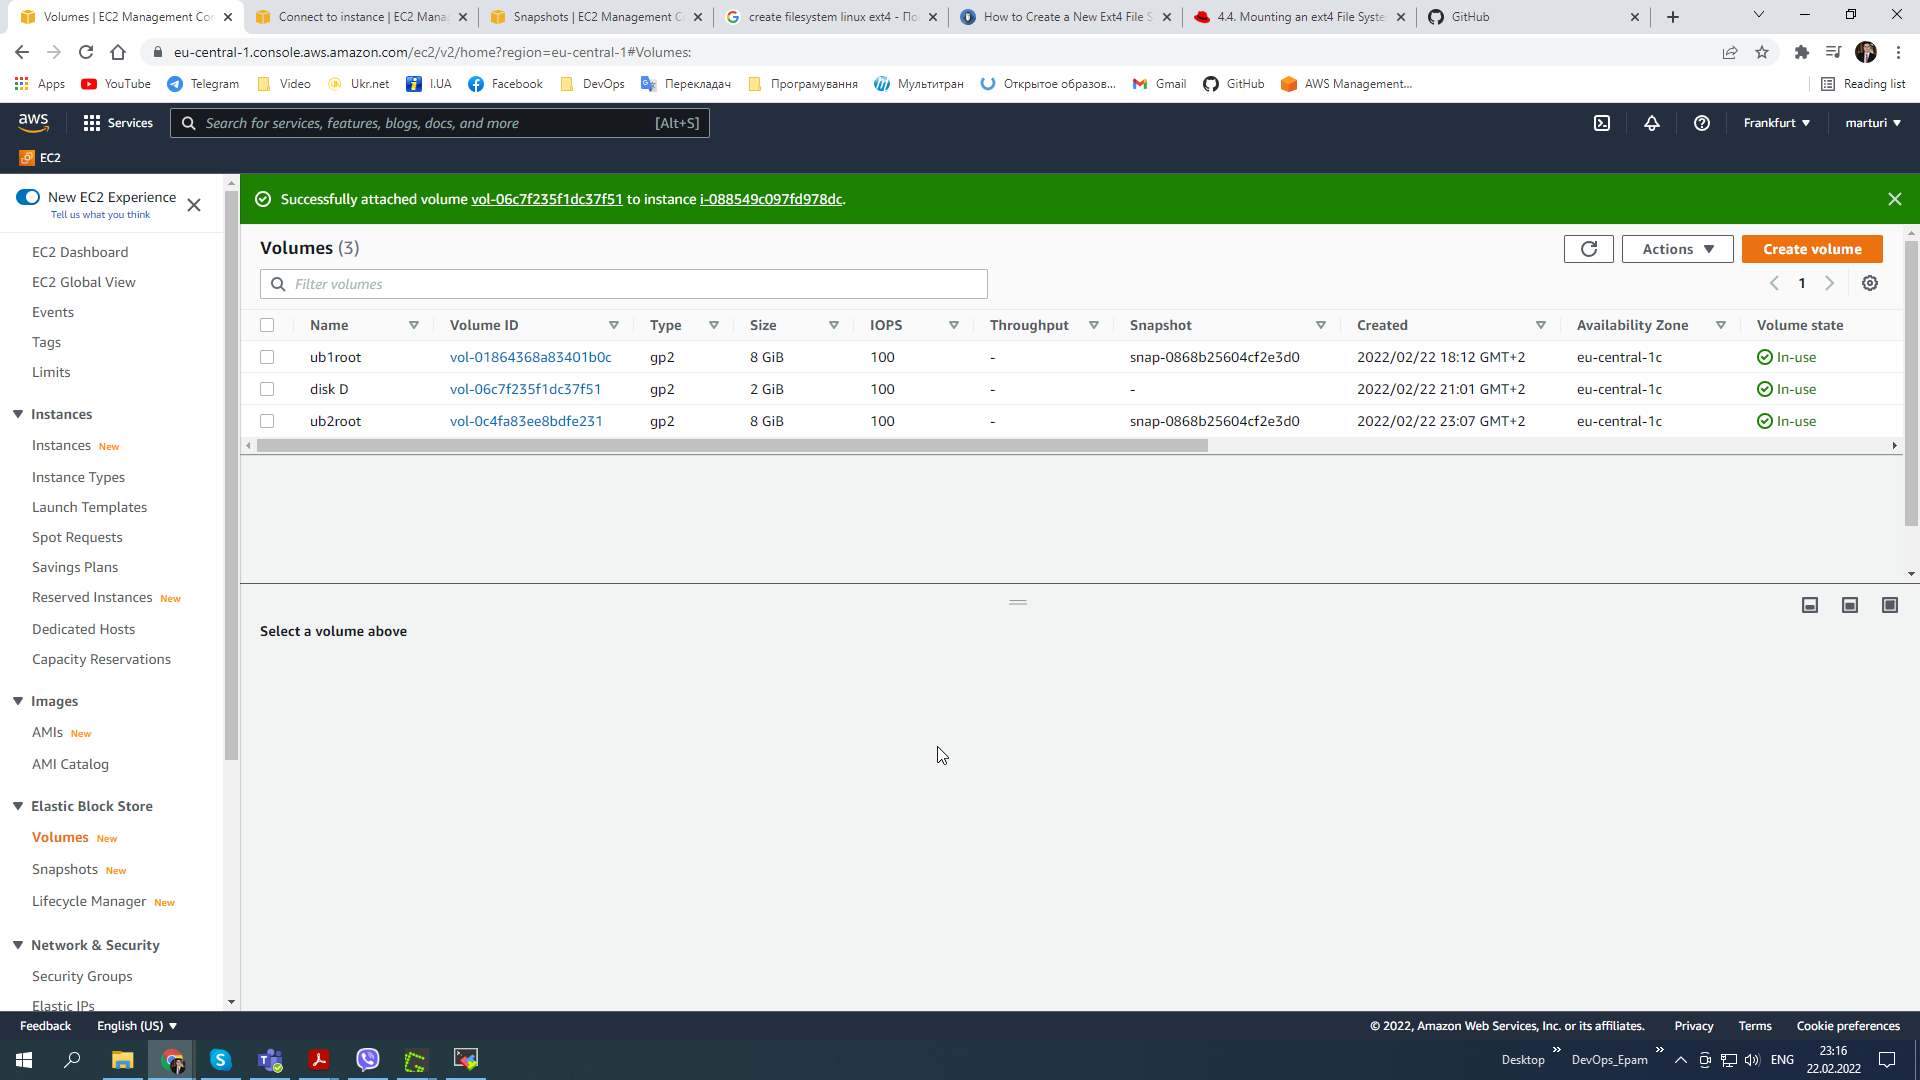 Volumes | EC2 Management Con
Connect to instance | EC2 Manag
Snapshots | EC2 Management Co
create filesystem linux ext4 - По
How to Create a New Ext4 File S
4.4. Mounting an ext4 File Syste
GitHub
eu-central-1.console.aws.amazon.com/ec2/v2/home?region=eu-central-1#Volumes:
Apps
YouTube
Telegram
Video
Ukr.net
I.UA
Facebook
DevOps
Перекладач
Програмування
Мультитран
Открытое образов...
Gmail
GitHub
AWS Management...
Reading list
aws
Services
Search for services, features, blogs, docs, and more
[Alt+S]
Frankfurt
marturi
EC2
New EC2 Experience
Tell us what you think
EC2 Dashboard
EC2 Global View
Events
Tags
Limits
Instances
Instances New
Instance Types
Launch Templates
Spot Requests
Savings Plans
Reserved Instances New
Dedicated Hosts
Capacity Reservations
Images
AMIs New
AMI Catalog
Elastic Block Store
Volumes New
Snapshots New
Lifecycle Manager New
Network & Security
Security Groups
Elastic IPs
Successfully attached volume vol-06c7f235f1dc37f51 to instance i-088549c097fd978dc.
Volumes (3)
Actions
Create volume
Filter volumes
1
Name Volume ID Type Size IOPS Throughput Snapshot Created Availability Zone Volume state
ub1root vol-01864368a83401b0c gp2 8 GiB 100 - snap-0868b25604cf2e3d0 2022/02/22 18:12 GMT+2 eu-central-1c In-use
disk D vol-06c7f235f1dc37f51 gp2 2 GiB 100 - - 2022/02/22 21:01 GMT+2 eu-central-1c In-use
ub2root vol-0c4fa83ee8bdfe231 gp2 8 GiB 100 - snap-0868b25604cf2e3d0 2022/02/22 23:07 GMT+2 eu-central-1c In-use
Select a volume above
Feedback
English (US)
© 2022, Amazon Web Services, Inc. or its affiliates.
Privacy
Terms
Cookie preferences
Desktop
DevOps_Epam
ENG
23:16
22.02.2022